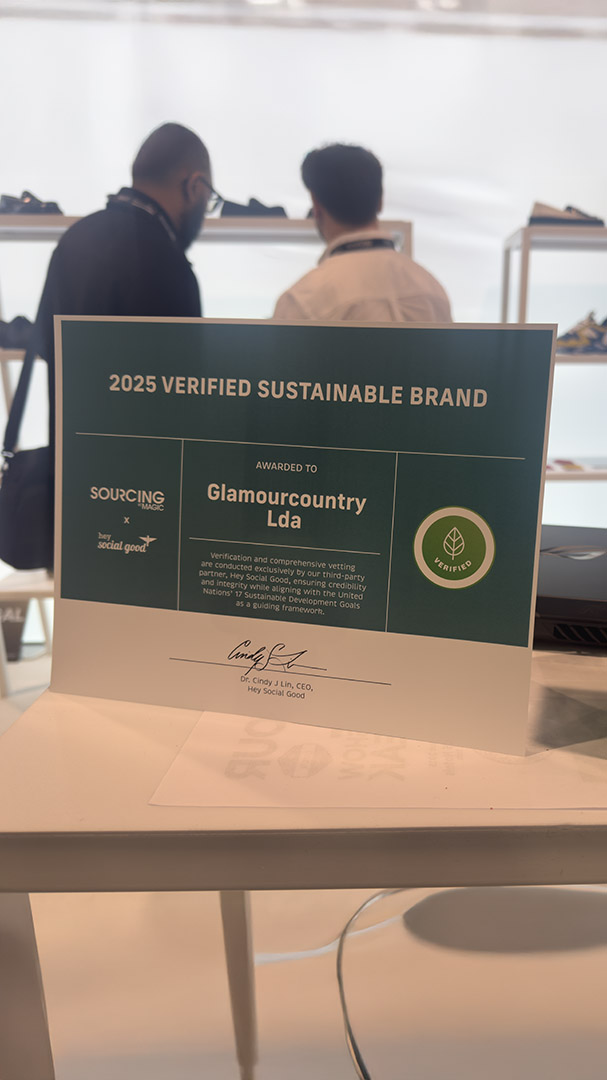 2025 VERIFIED SUSTAINABLE BRAND
AWARDED TO
Glamourcountry
Lda
SOURCING
at MAGIC
x
hey
social good
Verification and comprehensive vetting
are conducted exclusively by our third-party
partner, Hey Social Good, ensuring credibility
and integrity while aligning with the United
Nations' 17 Sustainable Development Goals
as a guiding framework.
VERIFIED
Cindy
Dr. Cindy J Lin, CEO,
Hey Social Good